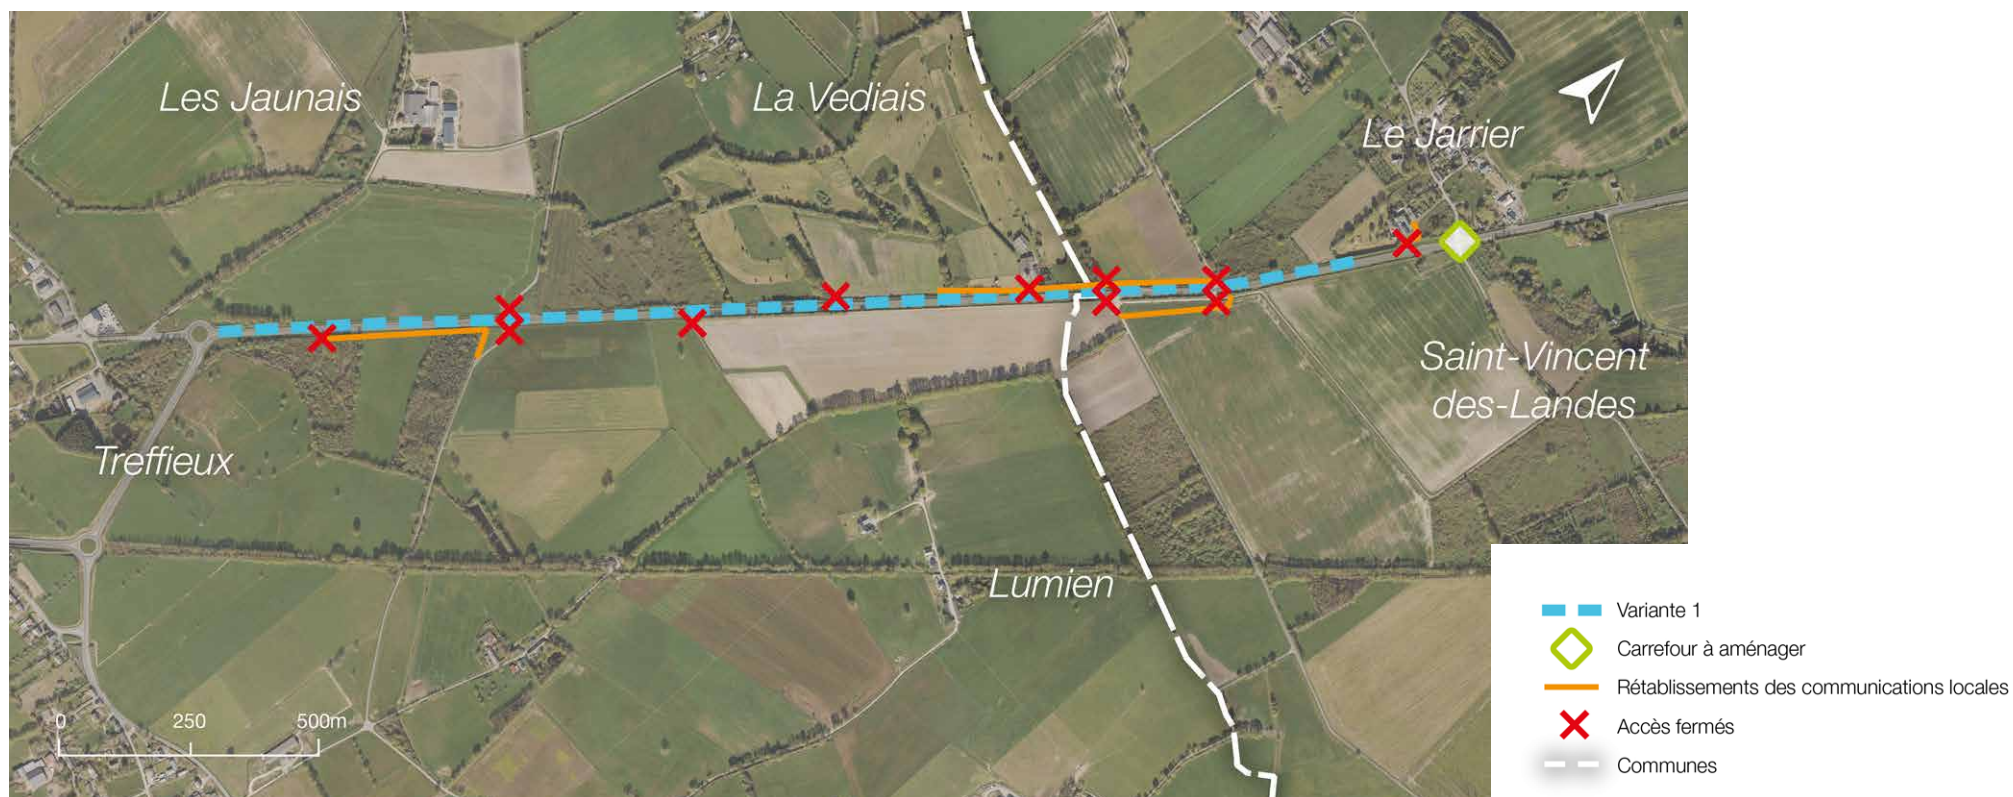 Les Jaunais
La Vediais
Le Jarrier
Saint-Vincent
des-Landes
Treffieux
Lumien
0 250 500m
Variante 1
Carrefour à aménager
Rétablissements des communications locales
Accès fermés
Communes